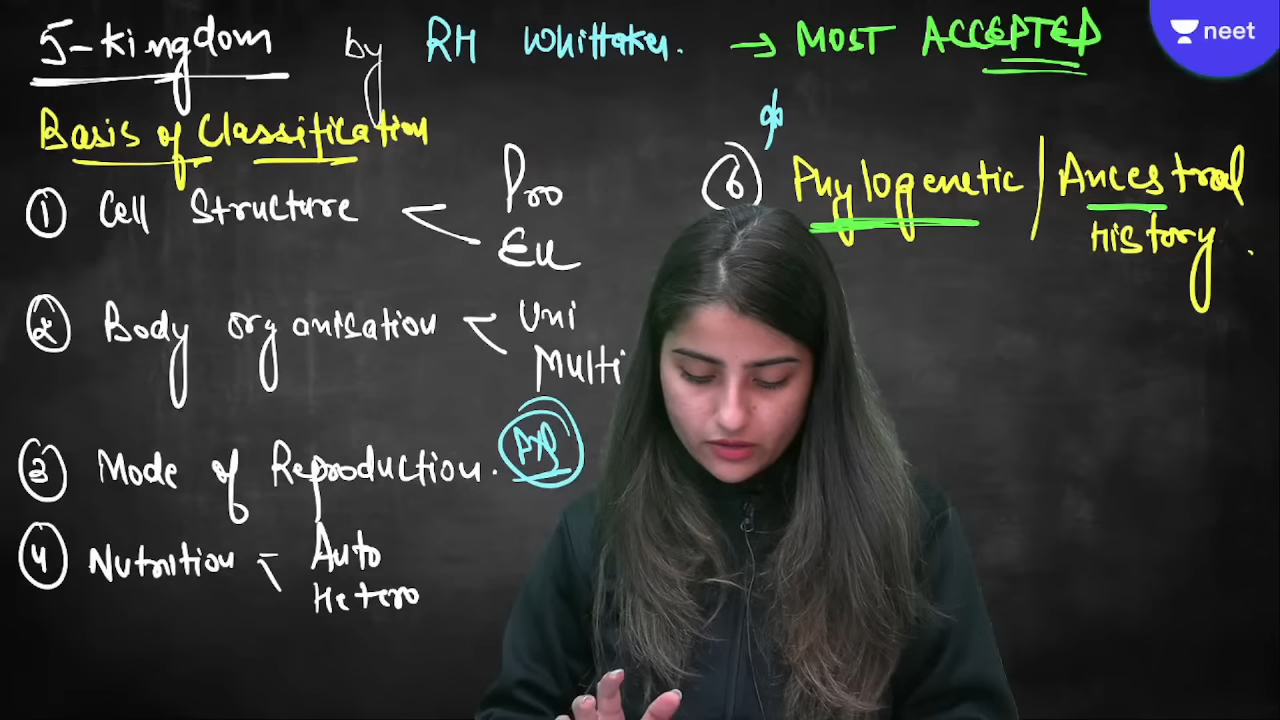 5-kingdom by RH Whittaker. → MOST ACCEPTED
neet
Basis of Classification
① Cell Structure < Pro
Eu
② Body organisation < Uni
Multi
③ Mode of Reproduction.
④ Nutrition < Auto
Hetero
⑥ Phylogenetic / Ancestral
History.